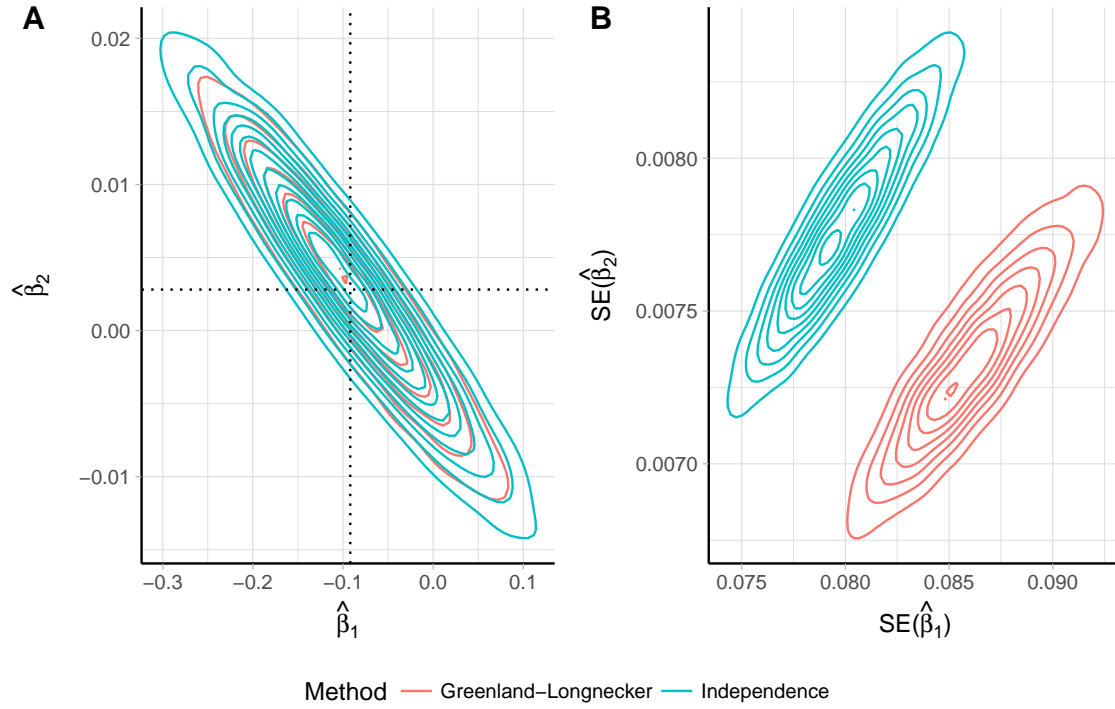 A
0.02
0.01
0.00
−0.01
β̂2
−0.3
−0.2
−0.1
0.0
0.1
β̂1
B
0.0080
0.0075
0.0070
SE(β̂2)
0.075
0.080
0.085
0.090
SE(β̂1)
Method Greenland−Longnecker Independence